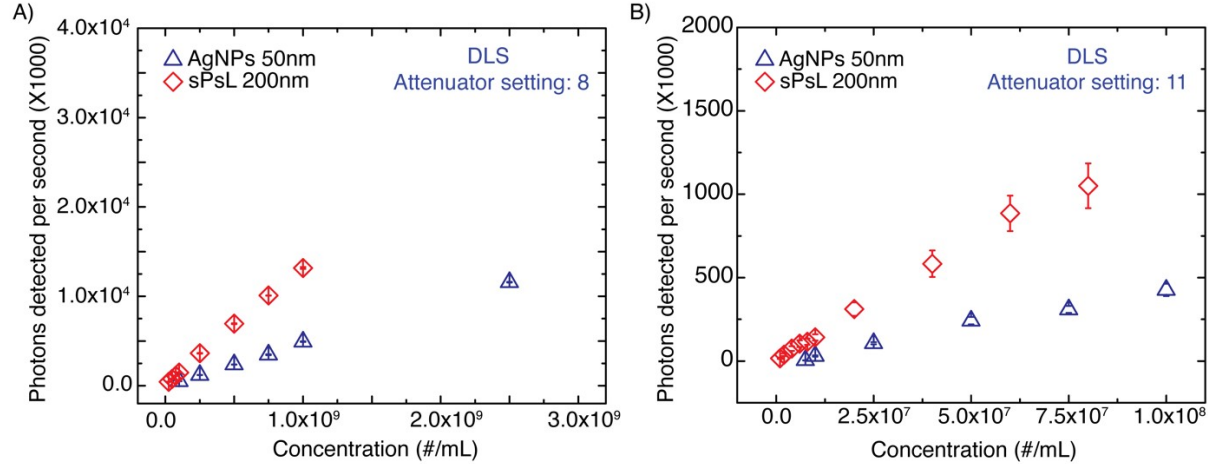 A)
Photons detected per second (X1000)
4.0x10⁴
3.0x10⁴
2.0x10⁴
1.0x10⁴
0.0
AgNPs 50nm
sPsL 200nm
DLS
Attenuator setting: 8
0.0
1.0x10⁹
2.0x10⁹
3.0x10⁹
Concentration (#/mL)
B)
Photons detected per second (X1000)
2000
1500
1000
500
0
AgNPs 50nm
sPsL 200nm
DLS
Attenuator setting: 11
0.0
2.5x10⁷
5.0x10⁷
7.5x10⁷
1.0x10⁸
Concentration (#/mL)